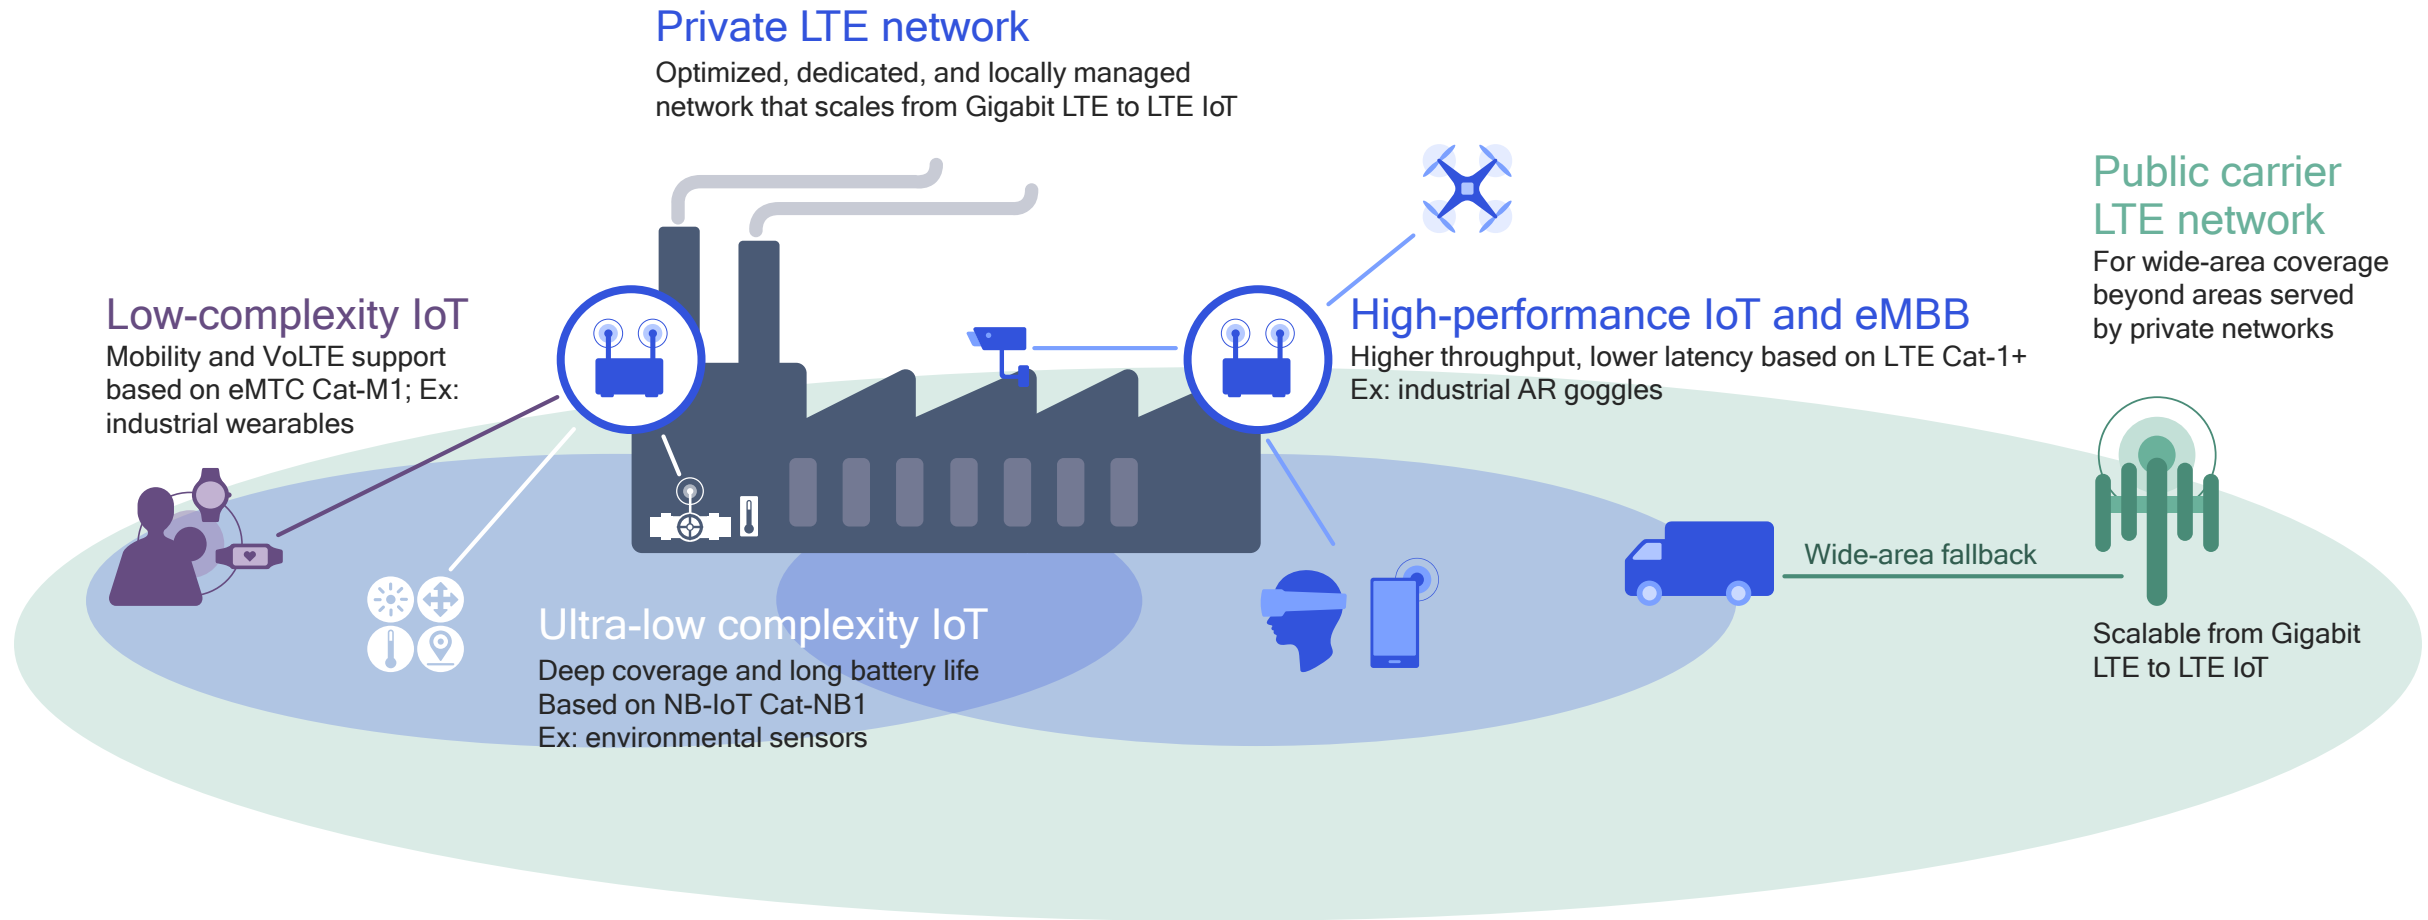 Private LTE network
Optimized, dedicated, and locally managed
network that scales from Gigabit LTE to LTE IoT
Public carrier
LTE network
For wide-area coverage
beyond areas served
by private networks
Low-complexity IoT
Mobility and VoLTE support
based on eMTC Cat-M1; Ex:
industrial wearables
High-performance IoT and eMBB
Higher throughput, lower latency based on LTE Cat-1+
Ex: industrial AR goggles
Wide-area fallback
Ultra-low complexity IoT
Deep coverage and long battery life
Based on NB-IoT Cat-NB1
Ex: environmental sensors
Scalable from Gigabit
LTE to LTE IoT